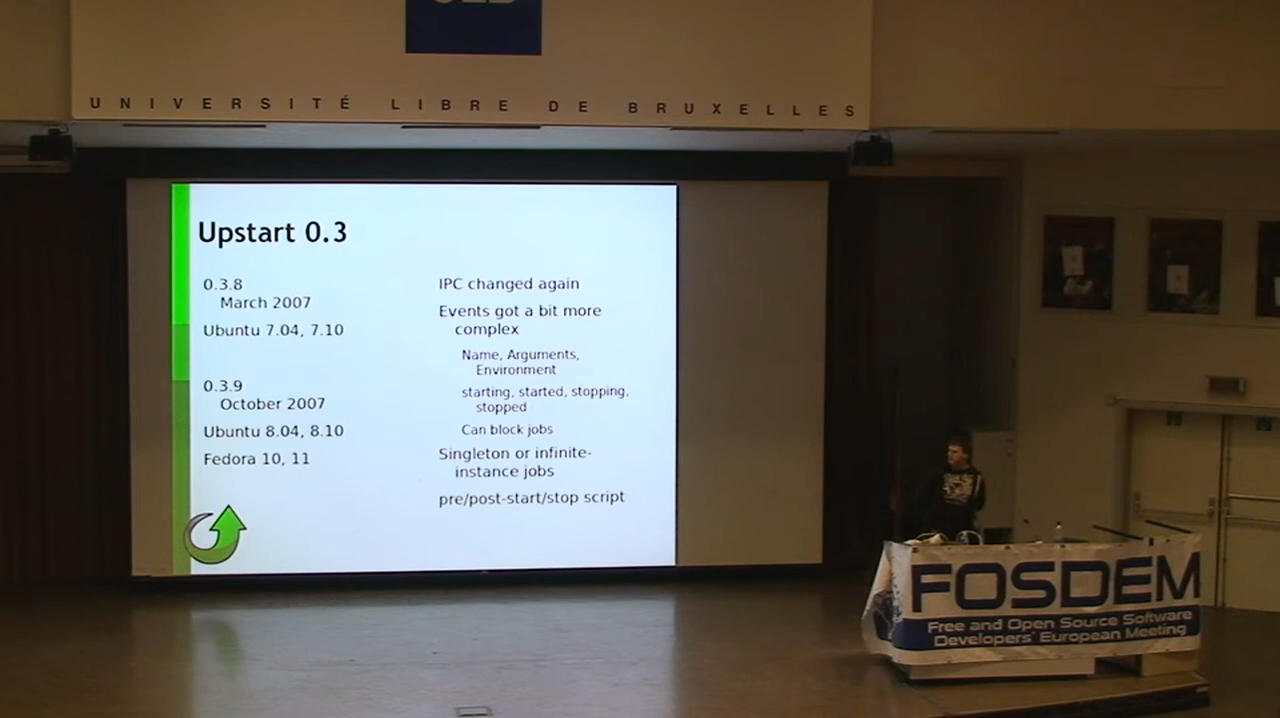 UNIVERSITÉ LIBRE DE BRUXELLES
Upstart 0.3
0.3.8
March 2007
Ubuntu 7.04, 7.10
0.3.9
October 2007
Ubuntu 8.04, 8.10
Fedora 10, 11
IPC changed again
Events got a bit more
complex
Name, Arguments,
Environment
starting, started, stopping,
stopped
Can block jobs
Singleton or infinite-
instance jobs
pre/post-start/stop script
FOSDEM
Free and Open Source Software
Developers' European Meeting